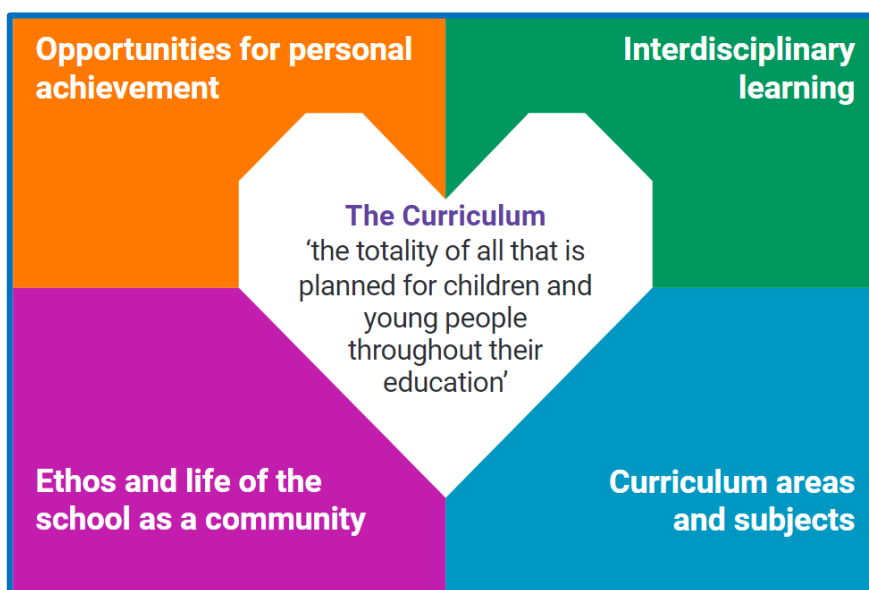 Opportunities for personal
achievement
Interdisciplinary
learning
The Curriculum
‘the totality of all that is
planned for children and
young people
throughout their
education’
Ethos and life of the
school as a community
Curriculum areas
and subjects